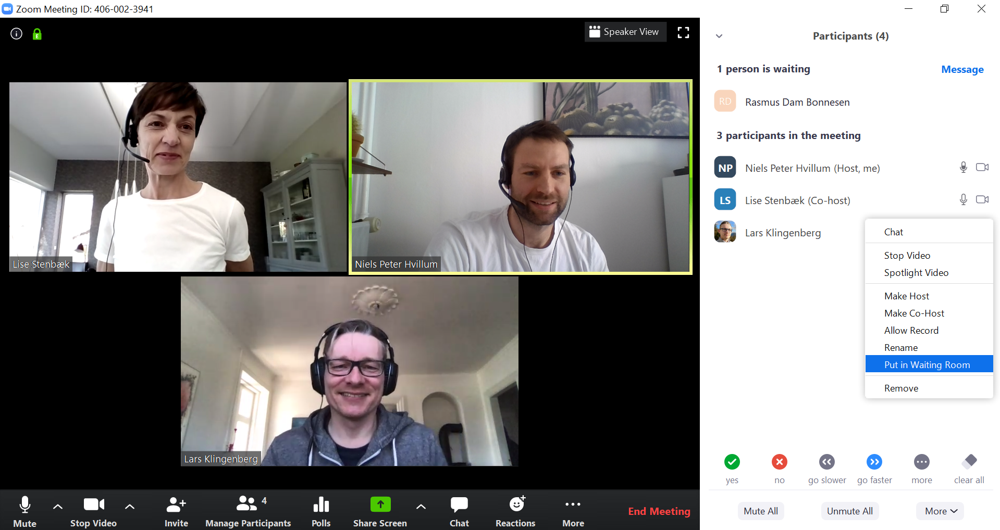 Zoom Meeting ID: 406-002-3941
Speaker View
Lise Stenbæk
Niels Peter Hvillum
Lars Klingenberg
Participants (4)
1 person is waiting
Message
RD
Rasmus Dam Bonnesen
3 participants in the meeting
NP
Niels Peter Hvillum (Host, me)
LS
Lise Stenbæk (Co-host)
Lars Klingenberg
Chat
Stop Video
Spotlight Video
Make Host
Make Co-Host
Allow Record
Rename
Put in Waiting Room
Remove
yes
no
go slower
go faster
more
clear all
Mute All
Unmute All
More
Mute
Stop Video
Invite
4
Manage Participants
Polls
Share Screen
Chat
Reactions
More
End Meeting
E